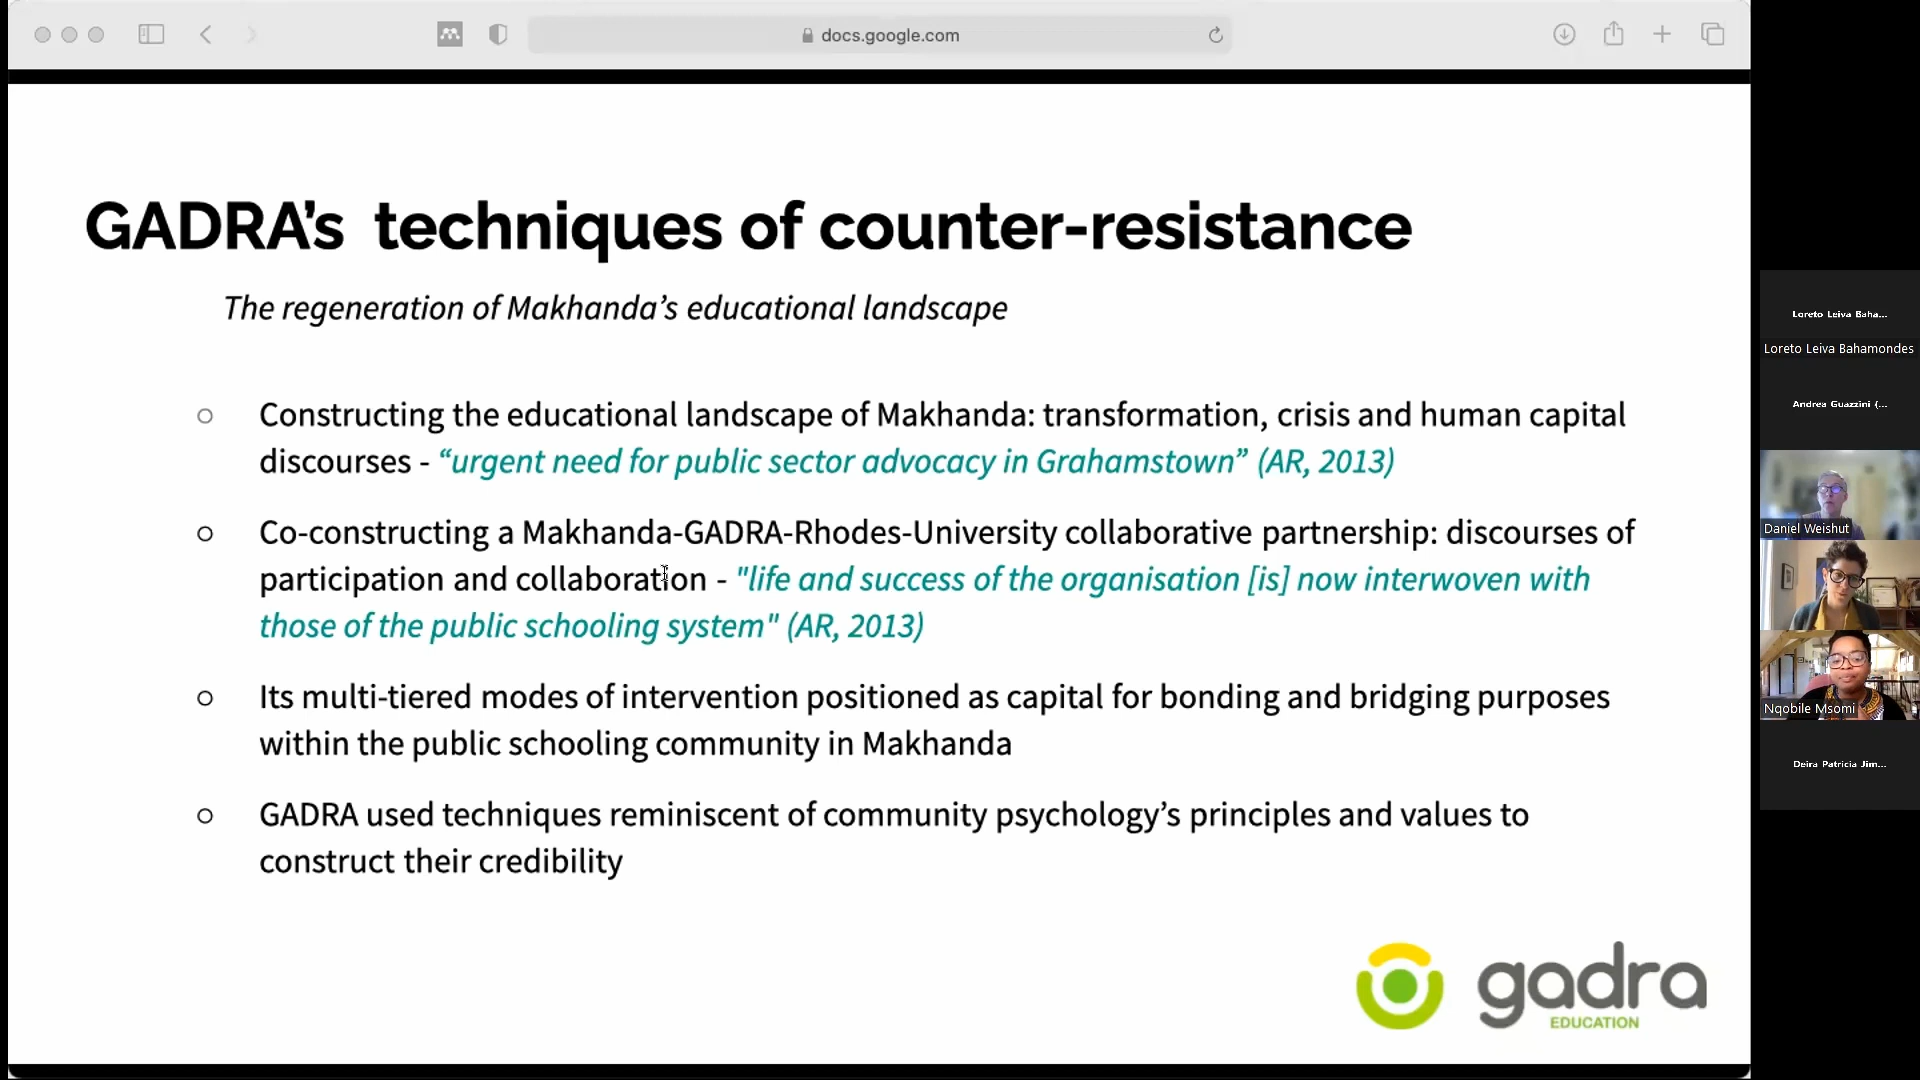 docs.google.com
GADRA’s techniques of counter-resistance
The regeneration of Makhanda’s educational landscape
○ Constructing the educational landscape of Makhanda: transformation, crisis and human capital
discourses - “urgent need for public sector advocacy in Grahamstown” (AR, 2013)
○ Co-constructing a Makhanda-GADRA-Rhodes-University collaborative partnership: discourses of
participation and collaboration - "life and success of the organisation [is] now interwoven with
those of the public schooling system" (AR, 2013)
○ Its multi-tiered modes of intervention positioned as capital for bonding and bridging purposes
within the public schooling community in Makhanda
○ GADRA used techniques reminiscent of community psychology’s principles and values to
construct their credibility
gadra
EDUCATION
Loreto Leiva Baha...
Loreto Leiva Bahamondes
Andrea Guazzini (...
Daniel Weishut
Nqobile Msomi
Deira Patricia Jim...